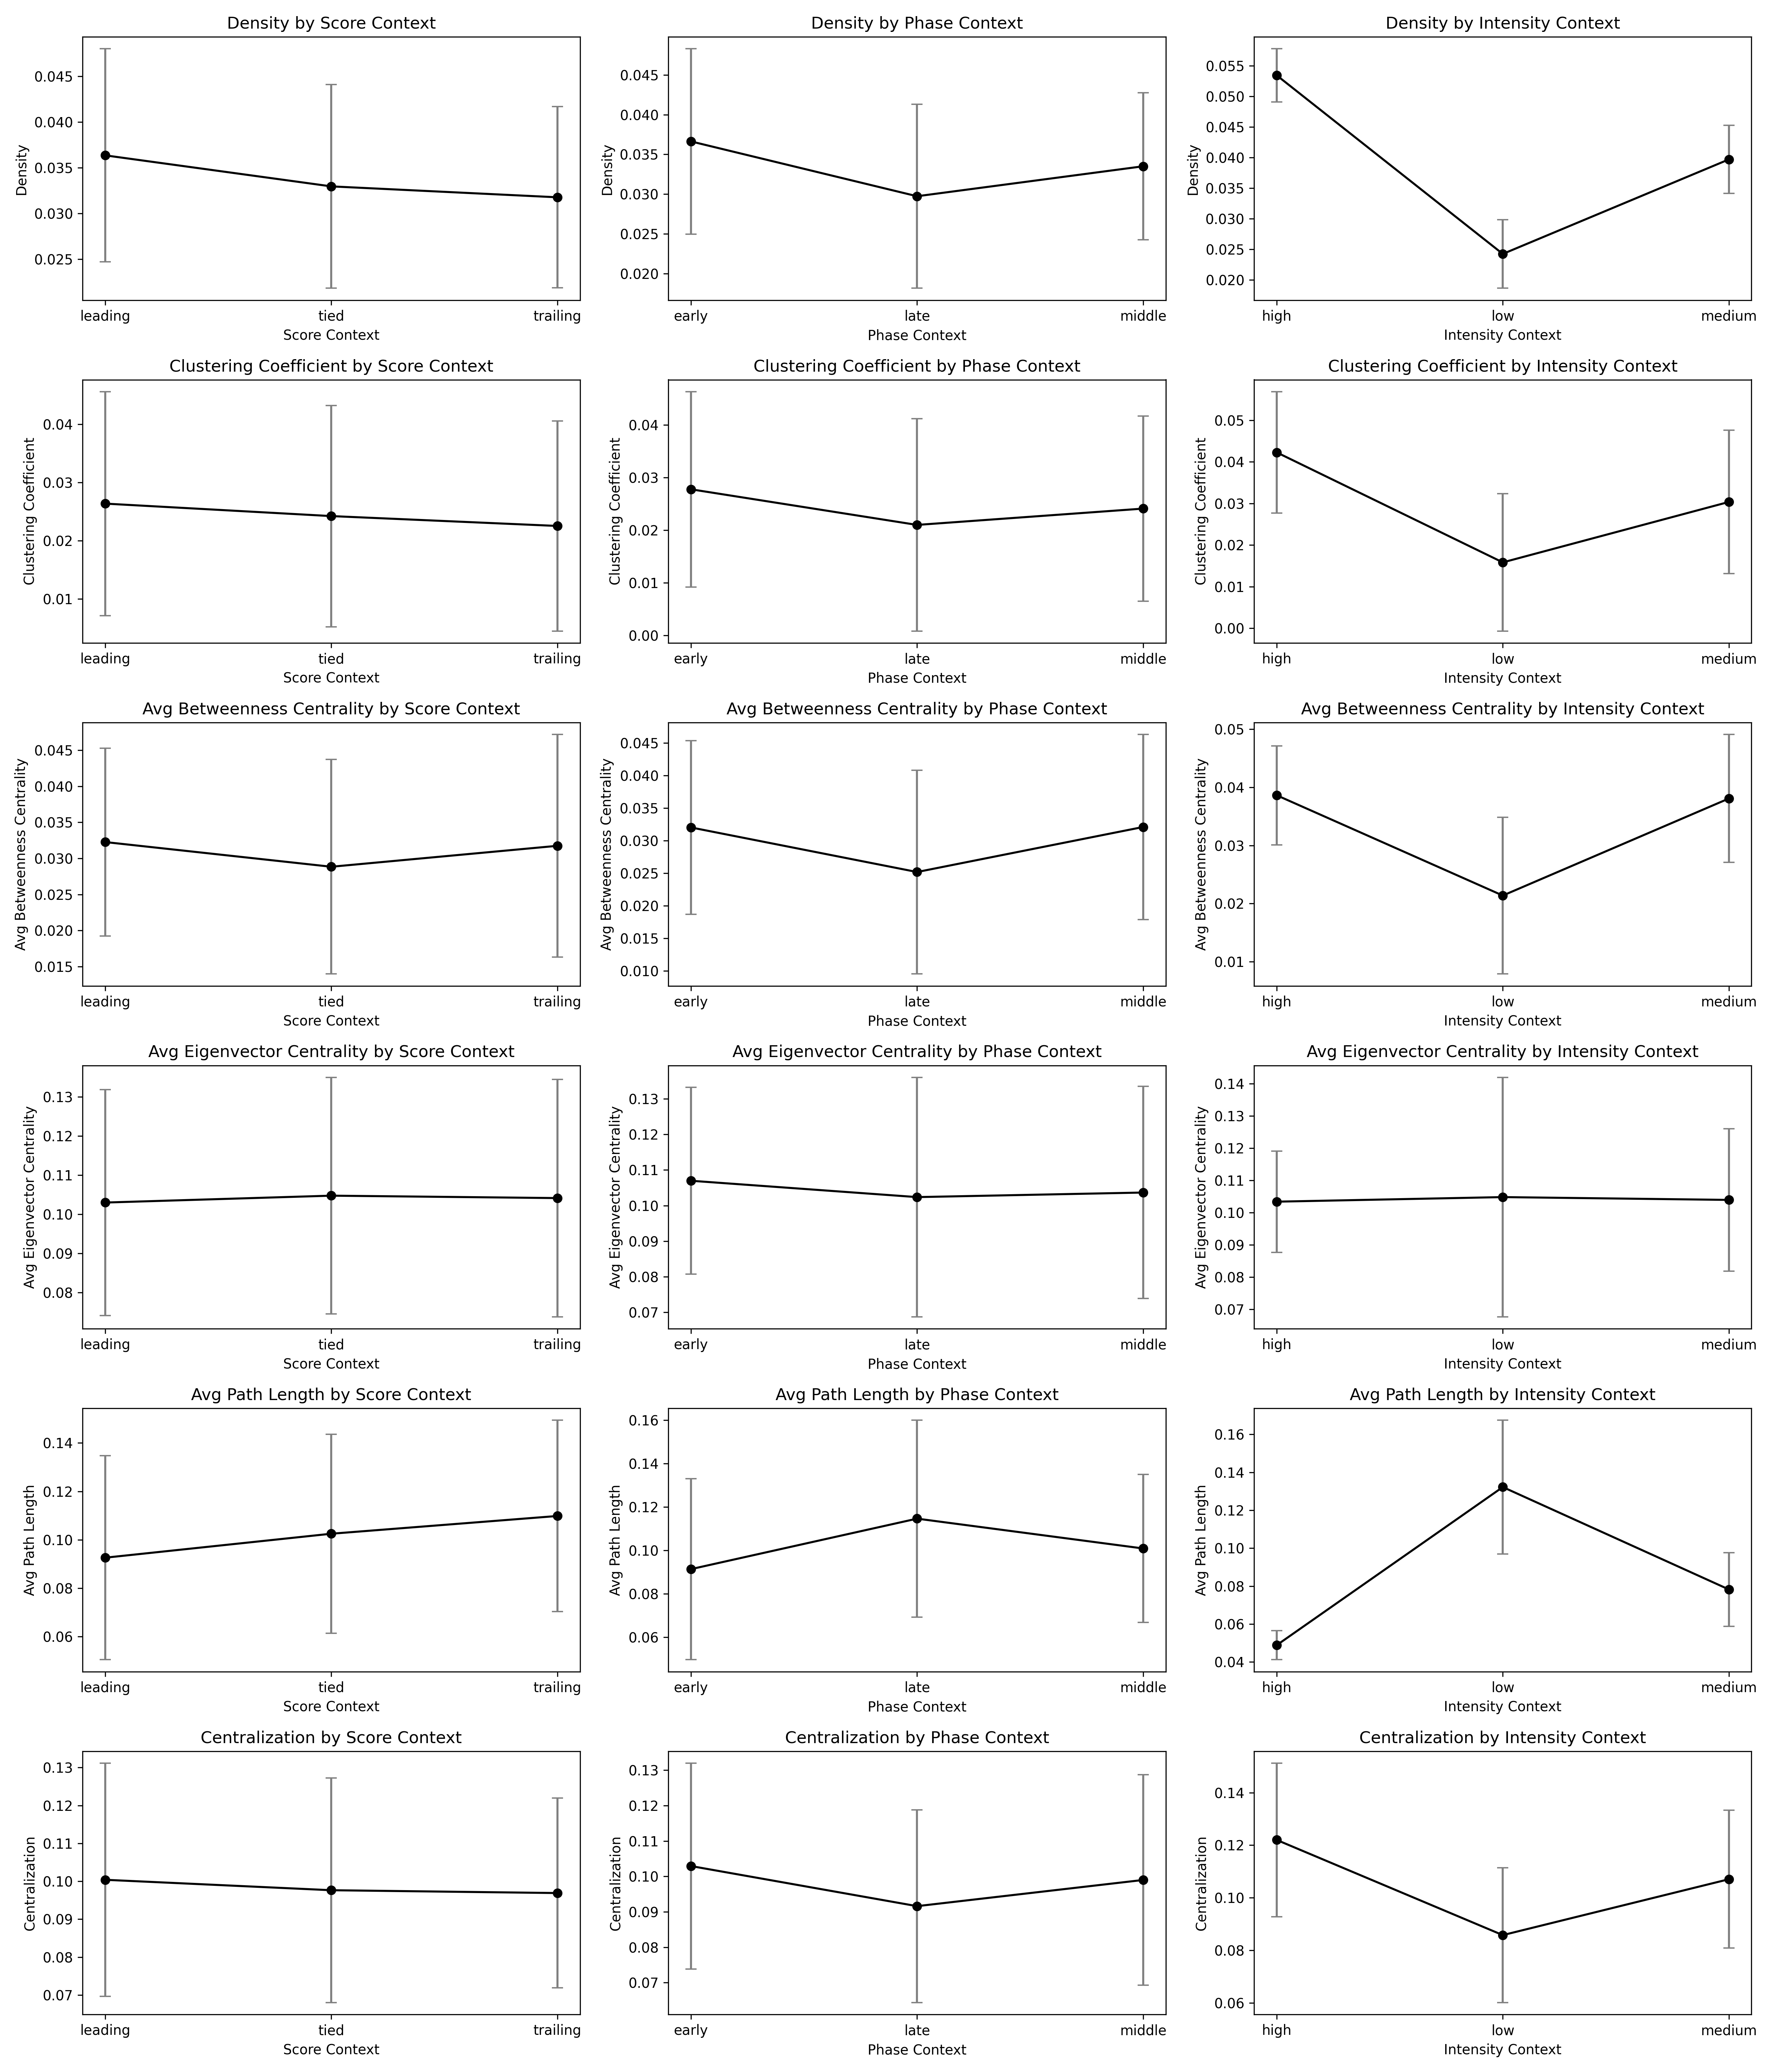 Density by Score Context
Density
0.045
0.040
0.035
0.030
0.025
leading
tied
trailing
Score Context
Density by Phase Context
Density
0.045
0.040
0.035
0.030
0.025
0.020
early
late
middle
Phase Context
Density by Intensity Context
Density
0.055
0.050
0.045
0.040
0.035
0.030
0.025
0.020
high
low
medium
Intensity Context
Clustering Coefficient by Score Context
Clustering Coefficient
0.04
0.03
0.02
0.01
leading
tied
trailing
Score Context
Clustering Coefficient by Phase Context
Clustering Coefficient
0.04
0.03
0.02
0.01
0.00
early
late
middle
Phase Context
Clustering Coefficient by Intensity Context
Clustering Coefficient
0.05
0.04
0.03
0.02
0.01
0.00
high
low
medium
Intensity Context
Avg Betweenness Centrality by Score Context
Avg Betweenness Centrality
0.045
0.040
0.035
0.030
0.025
0.020
0.015
leading
tied
trailing
Score Context
Avg Betweenness Centrality by Phase Context
Avg Betweenness Centrality
0.045
0.040
0.035
0.030
0.025
0.020
0.015
0.010
early
late
middle
Phase Context
Avg Betweenness Centrality by Intensity Context
Avg Betweenness Centrality
0.05
0.04
0.03
0.02
0.01
high
low
medium
Intensity Context
Avg Eigenvector Centrality by Score Context
Avg Eigenvector Centrality
0.13
0.12
0.11
0.10
0.09
0.08
leading
tied
trailing
Score Context
Avg Eigenvector Centrality by Phase Context
Avg Eigenvector Centrality
0.13
0.12
0.11
0.10
0.09
0.08
0.07
early
late
middle
Phase Context
Avg Eigenvector Centrality by Intensity Context
Avg Eigenvector Centrality
0.14
0.13
0.12
0.11
0.10
0.09
0.08
0.07
high
low
medium
Intensity Context
Avg Path Length by Score Context
Avg Path Length
0.14
0.12
0.10
0.08
0.06
leading
tied
trailing
Score Context
Avg Path Length by Phase Context
Avg Path Length
0.16
0.14
0.12
0.10
0.08
0.06
early
late
middle
Phase Context
Avg Path Length by Intensity Context
Avg Path Length
0.16
0.14
0.12
0.10
0.08
0.06
0.04
high
low
medium
Intensity Context
Centralization by Score Context
Centralization
0.13
0.12
0.11
0.10
0.09
0.08
0.07
leading
tied
trailing
Score Context
Centralization by Phase Context
Centralization
0.13
0.12
0.11
0.10
0.09
0.08
0.07
early
late
middle
Phase Context
Centralization by Intensity Context
Centralization
0.14
0.12
0.10
0.08
0.06
high
low
medium
Intensity Context